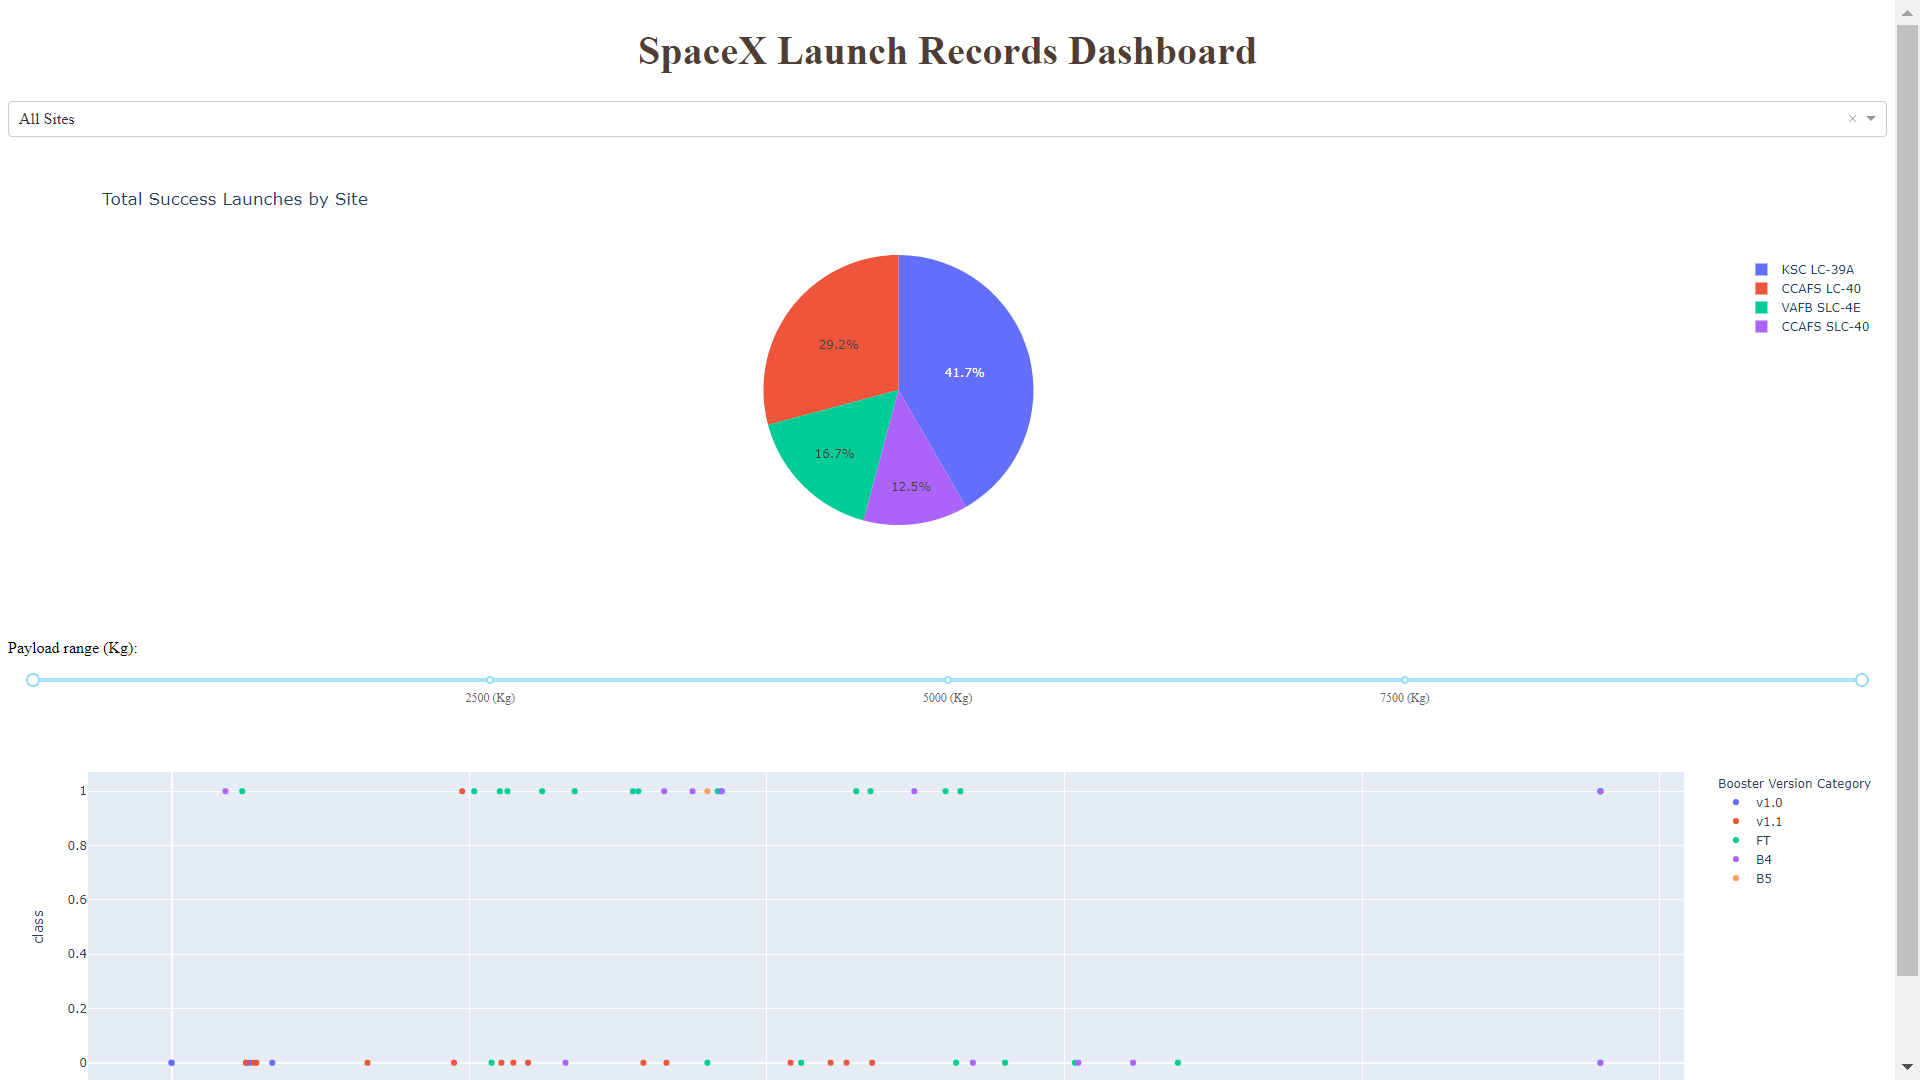 SpaceX Launch Records Dashboard
All Sites
×
Total Success Launches by Site
KSC LC-39A
CCAFS LC-40
VAFB SLC-4E
CCAFS SLC-40
29.2%
41.7%
16.7%
12.5%
Payload range (Kg):
2500 (Kg)
5000 (Kg)
7500 (Kg)
Booster Version Category
v1.0
v1.1
FT
B4
B5
class
1
0.8
0.6
0.4
0.2
0